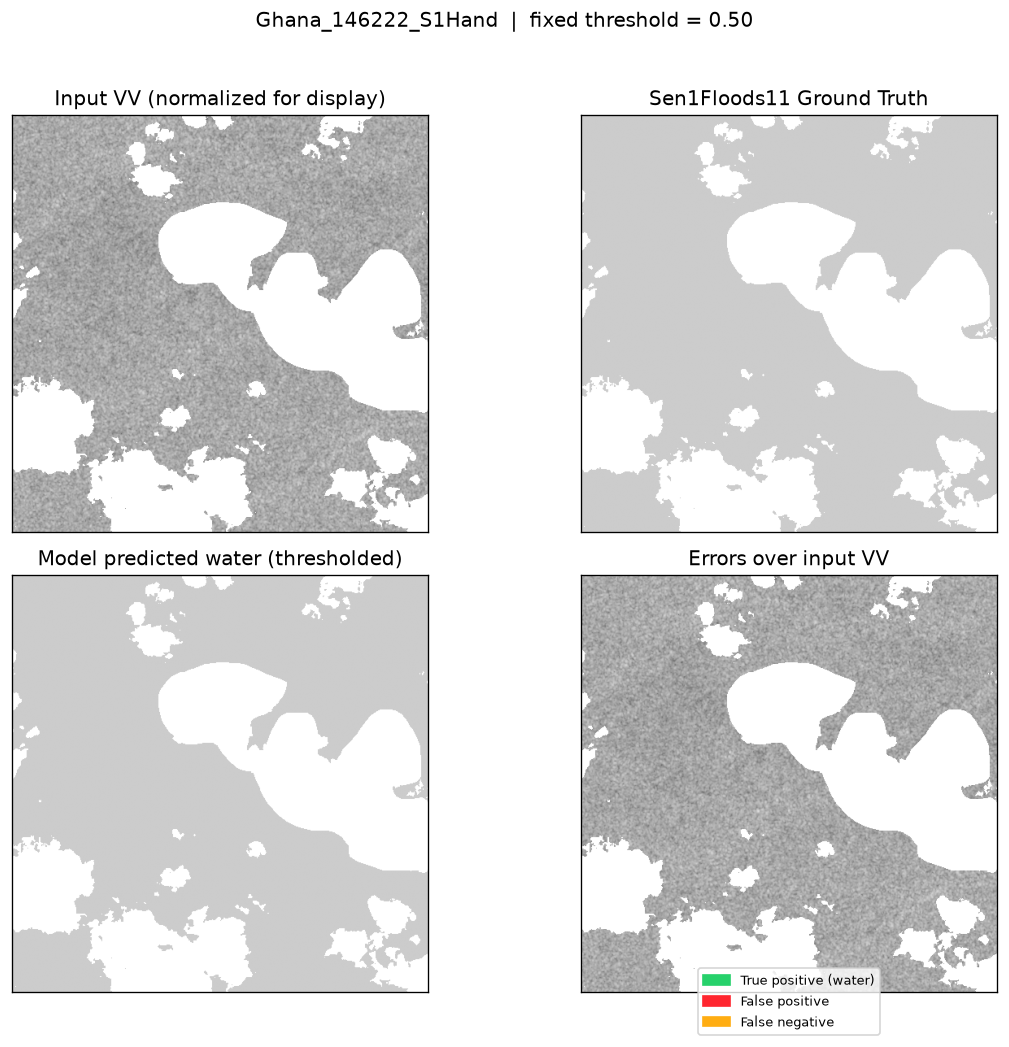 Ghana_146222_S1Hand | fixed threshold = 0.50
Input VV (normalized for display)
Sen1Floods11 Ground Truth
Model predicted water (thresholded)
Errors over input VV
True positive (water)
False positive
False negative